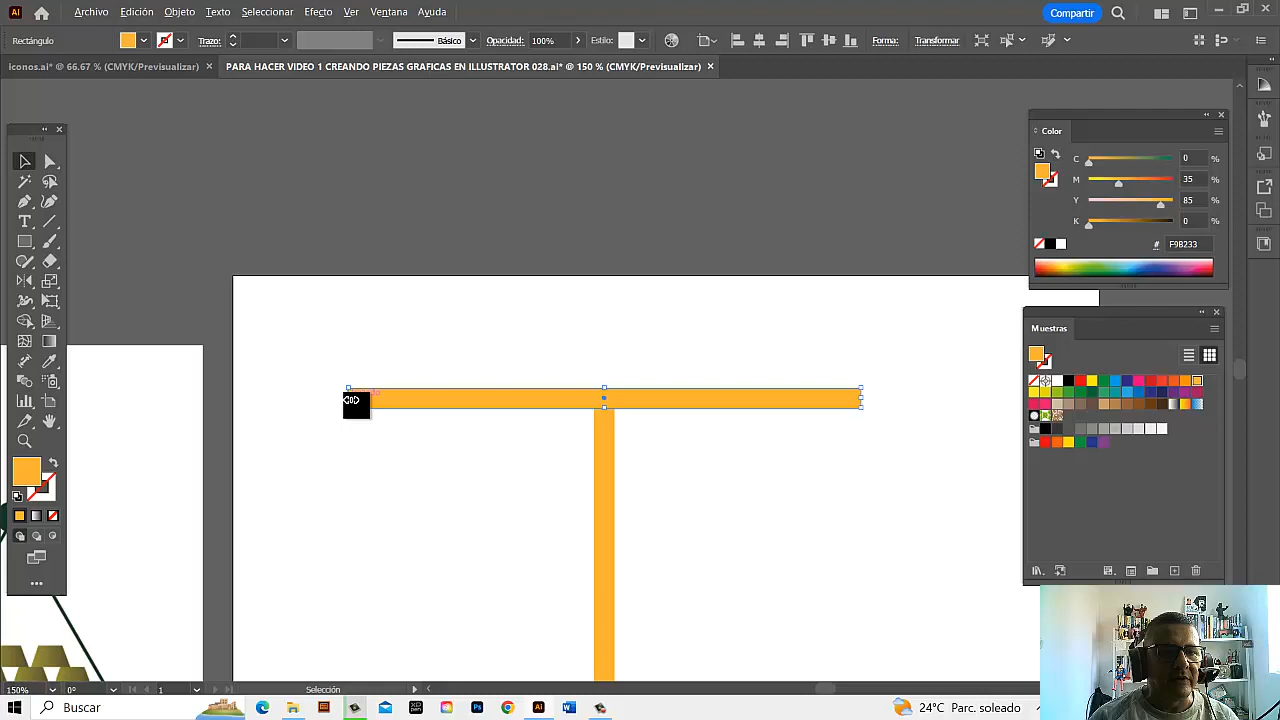 Ai Archivo Edición Objeto Texto Seleccionar Efecto Ver Ventana Ayuda Compartir
Rectángulo Trazo: Básico Opacidad: 100% Estilo: Forma: Transformar
iconos.ai* @ 66.67 % (CMYK/Previsualizar) × PARA HACER VIDEO 1 CREANDO PIEZAS GRAFICAS EN ILLUSTRATOR 028.ai* @ 150 % (CMYK/Previsualizar) ×
Color
C 0 %
M 35 %
Y 85 %
K 0 %
# F9B233
Muestras
150% 0° 1 Selección
Buscar 24°C Parc. soleado